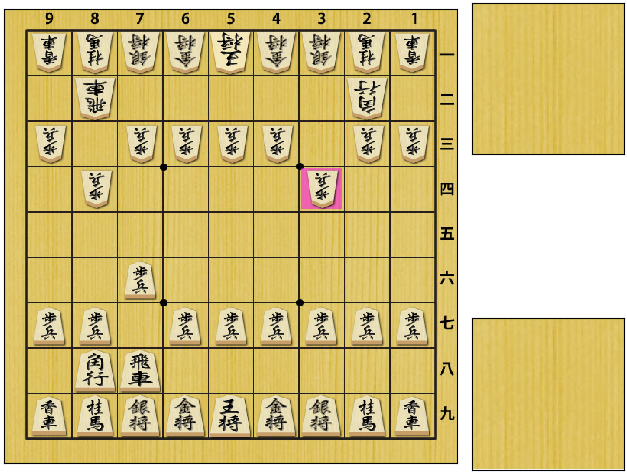 9 8 7 6 5 4 3 2 1
香車 桂馬 銀将 金将 王将 金将 銀将 桂馬 香車 一
飛車 角行 二
歩兵 歩兵 歩兵 歩兵 歩兵 歩兵 歩兵 三
歩兵 歩兵 四
五
歩兵 六
歩兵 歩兵 歩兵 歩兵 歩兵 歩兵 歩兵 歩兵 七
角行 飛車 八
香車 桂馬 銀将 金将 王将 金将 銀将 桂馬 香車 九